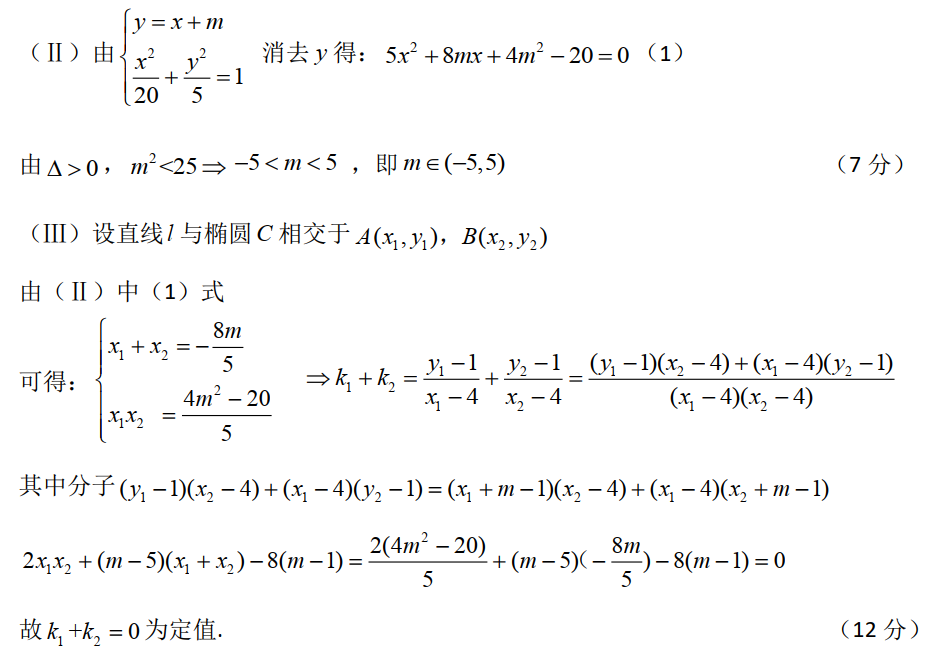 （Ⅱ）由 $\begin{cases} y=x+m \\ \dfrac{x^2}{20}+\dfrac{y^2}{5}=1 \end{cases}$ 消去 $y$ 得：$5x^2+8mx+4m^2-20=0$（1）
由 $\Delta>0$，$m^2<25\Rightarrow -5<m<5$ ，即 $m\in(-5,5)$ （7 分）
（Ⅲ）设直线 $l$ 与椭圆 $C$ 相交于 $A(x_1,y_1)$，$B(x_2,y_2)$
由（Ⅱ）中（1）式
可得：$\begin{cases} x_1+x_2=-\dfrac{8m}{5} \\ x_1x_2=\dfrac{4m^2-20}{5} \end{cases}$ $\Rightarrow k_1+k_2=\dfrac{y_1-1}{x_1-4}+\dfrac{y_2-1}{x_2-4}=\dfrac{(y_1-1)(x_2-4)+(x_1-4)(y_2-1)}{(x_1-4)(x_2-4)}$
其中分子 $(y_1-1)(x_2-4)+(x_1-4)(y_2-1)=(x_1+m-1)(x_2-4)+(x_1-4)(x_2+m-1)$
$2x_1x_2+(m-5)(x_1+x_2)-8(m-1)=\dfrac{2(4m^2-20)}{5}+(m-5)(-\dfrac{8m}{5})-8(m-1)=0$
故 $k_1+k_2=0$ 为定值. （12 分）